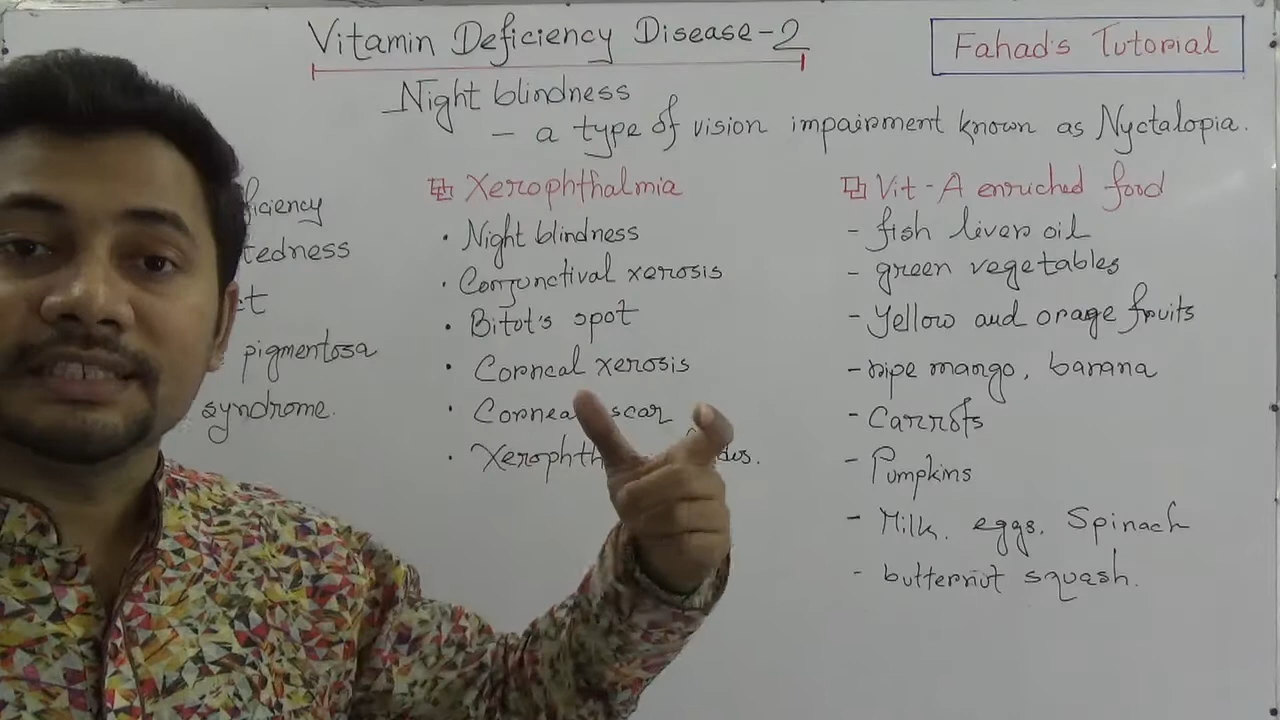 Vitamin Deficiency Disease-2
Fahad's Tutorial
Night blindness
- a type of vision impairment known as Nyctalopia.
ficiency
tedness
ct
pigmentosa
syndrome.
Xerophthalmia
• Night blindness
• Conjunctival xerosis
• Bitot's spot
• Corneal xerosis
• Corneal scar
• Xerophth
Vit-A enriched food
- fish liver oil
- green vegetables
- Yellow and orage fruits
- ripe mango, banana
- Carrots
- Pumpkins
- Milk, eggs, Spinach
- butternut squash.